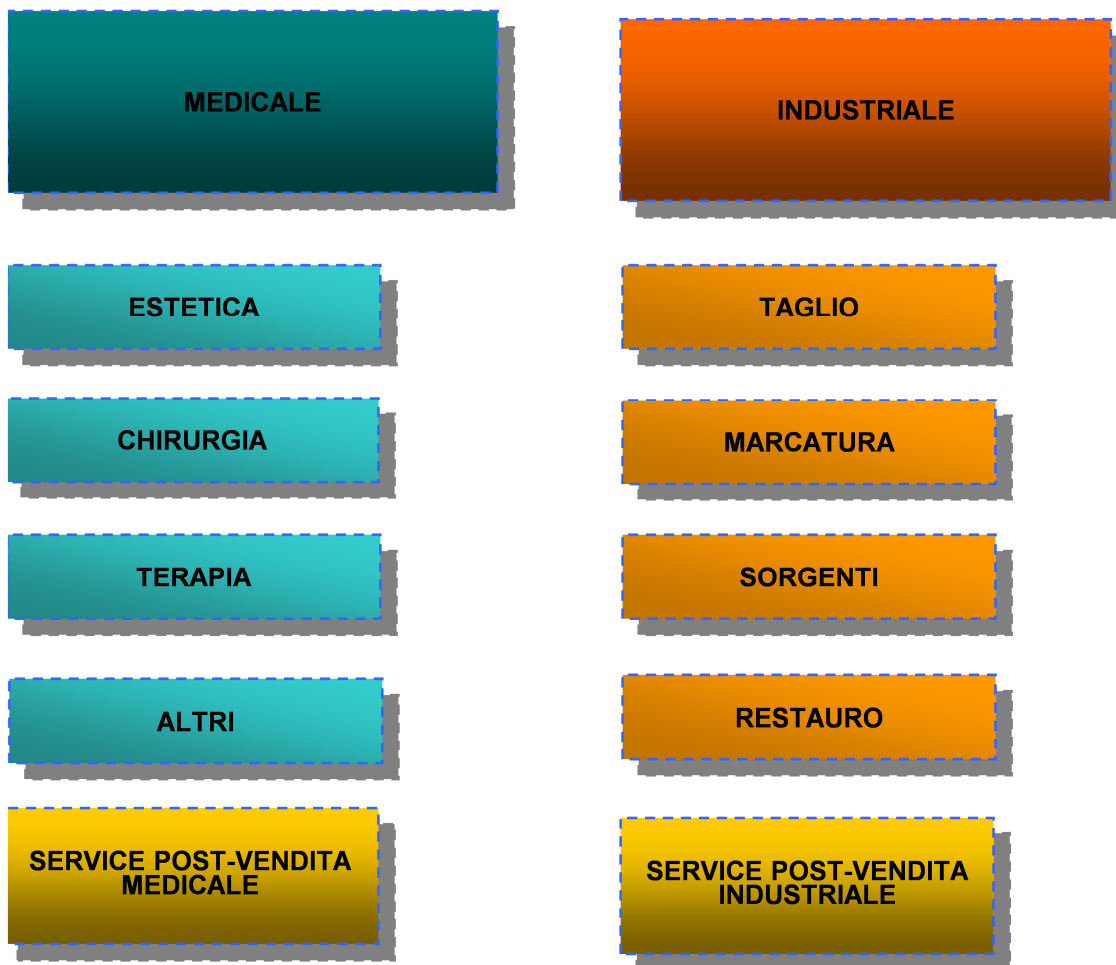 MEDICALE
INDUSTRIALE
ESTETICA
TAGLIO
CHIRURGIA
MARCATURA
TERAPIA
SORGENTI
ALTRI
RESTAURO
SERVICE POST-VENDITA
MEDICALE
SERVICE POST-VENDITA
INDUSTRIALE